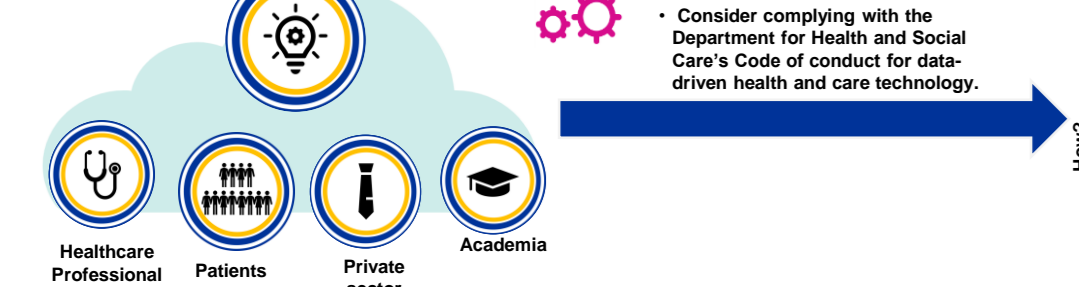 • Consider complying with the
Department for Health and Social
Care's Code of conduct for data-
driven health and care technology.
Healthcare
Professional
Patients
Private
Academia